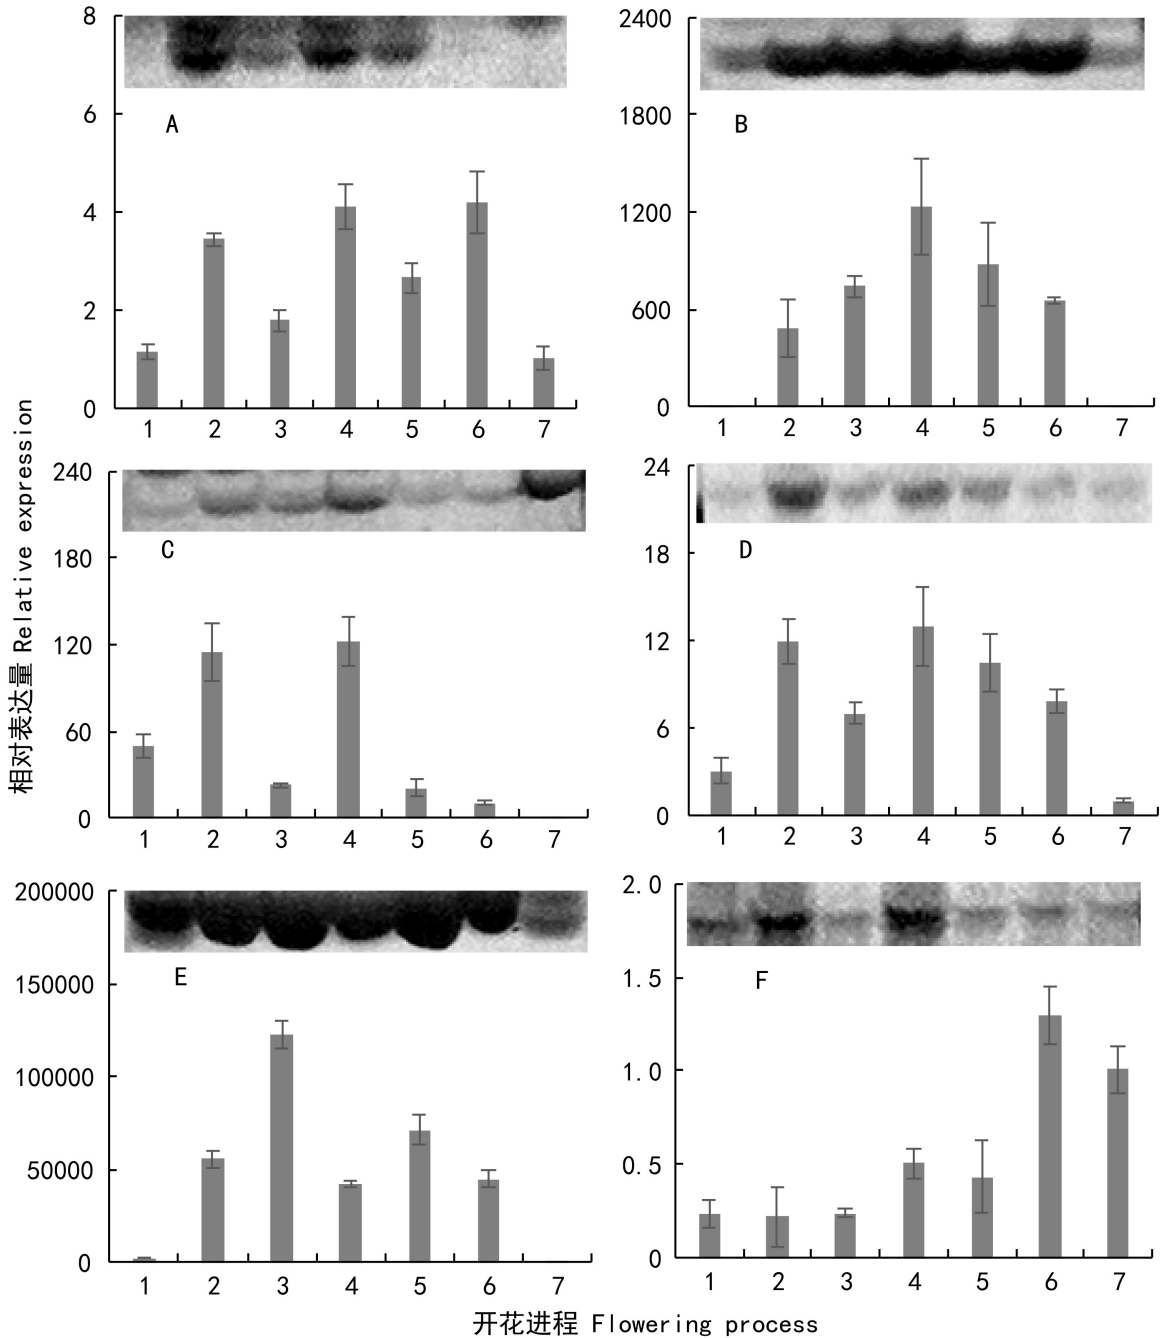 8
6
4
2
0
A
1 2 3 4 5 6 7
2400
1800
1200
600
0
B
1 2 3 4 5 6 7
240
180
120
60
0
C
1 2 3 4 5 6 7
24
18
12
6
0
D
1 2 3 4 5 6 7
200000
150000
100000
50000
0
E
1 2 3 4 5 6 7
2.0
1.5
1.0
0.5
0
F
1 2 3 4 5 6 7
相对表达量 Relative expression
开花进程 Flowering process